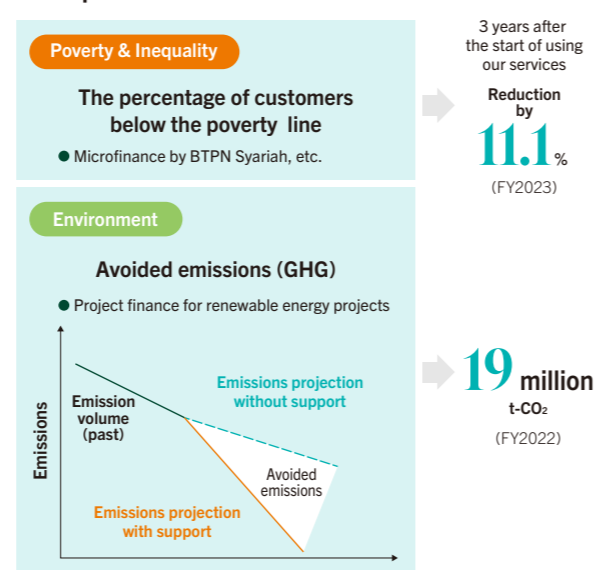 Poverty & Inequality
The percentage of customers
below the poverty line
● Microfinance by BTPN Syariah, etc.
3 years after
the start of using
our services
Reduction
by
11.1%
(FY2023)
Environment
Avoided emissions (GHG)
● Project finance for renewable energy projects
Emissions
Emission
volume
(past)
Emissions projection
without support
Avoided
emissions
Emissions projection
with support
19 million
t-CO₂
(FY2022)